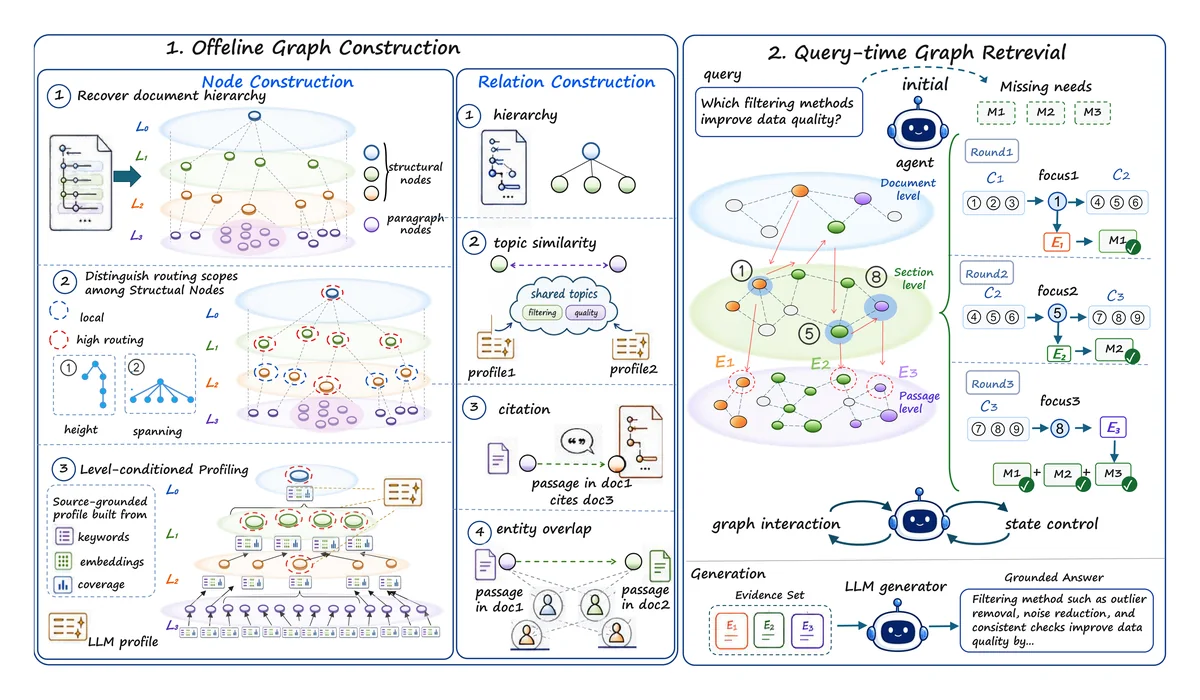 1. Offeline Graph Construction
Node Construction
1 Recover document hierarchy
L₀
L₁
L₂
L₃
...
structural
nodes
paragraph
nodes
2 Distinguish routing scopes
among Structual Nodes
local
high routing
1
2
height
spanning
L₀
L₁
L₂
L₃
3 Level-conditioned Profiling
Source-grounded
profile built from
keywords
embeddings
coverage
LLM profile
L₀
L₁
L₂
L₃
Relation Construction
1 hierarchy
...
2 topic similarity
shared topics
filtering
quality
profile1
profile2
3 citation
...
passage in doc1
cites doc3
4 entity overlap
passage
in doc1
passage
in doc2
2. Query-time Graph Retrevial
query
Which filtering methods
improve data quality?
initial
agent
Missing needs
M1 M2 M3
Document
level
1
8
Section
level
5
E1
E2
E3
Passage
level
Round1
C1 focus1 C2
1 2 3 1 4 5 6
E₁ M1
Round2
C2 focus2 C3
4 5 6 5 7 8 9
E₂ M2
Round3
C3 focus3
7 8 9 8 E₃
M1 + M2 + M3
graph interaction
state control
Generation
Evidence Set
E₁ E₂ E₃
LLM generator
Grounded Answer
Filtering method such as outlier
removal, noise reduction, and
consistent checks improve data
quality by...